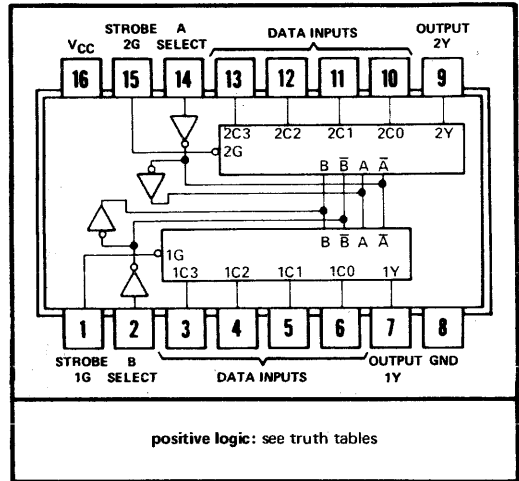 STROBE A DATA INPUTS OUTPUT
VCC 2G SELECT 2Y
16 15 14 13 12 11 10 9
2C3 2C2 2C1 2C0 2Y
2G
B B̅ A A̅
B B̅ A A̅
1G
1C3 1C2 1C1 1C0 1Y
1 2 3 4 5 6 7 8
STROBE B DATA INPUTS OUTPUT GND
1G SELECT 1Y
positive logic: see truth tables